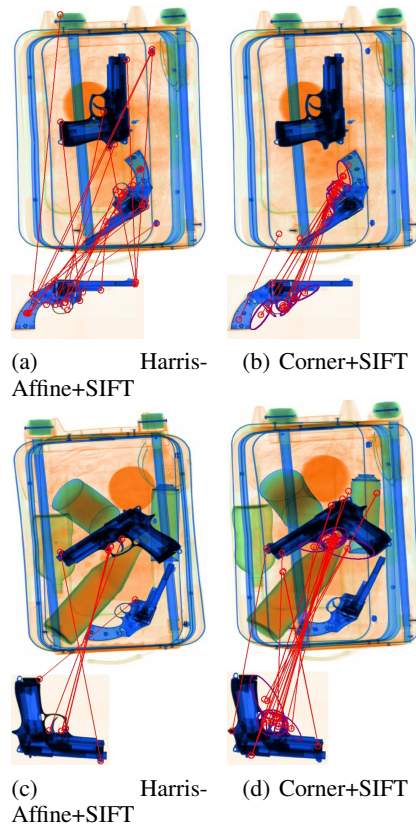 (a) Harris-
Affine+SIFT
(b) Corner+SIFT
(c) Harris-
Affine+SIFT
(d) Corner+SIFT